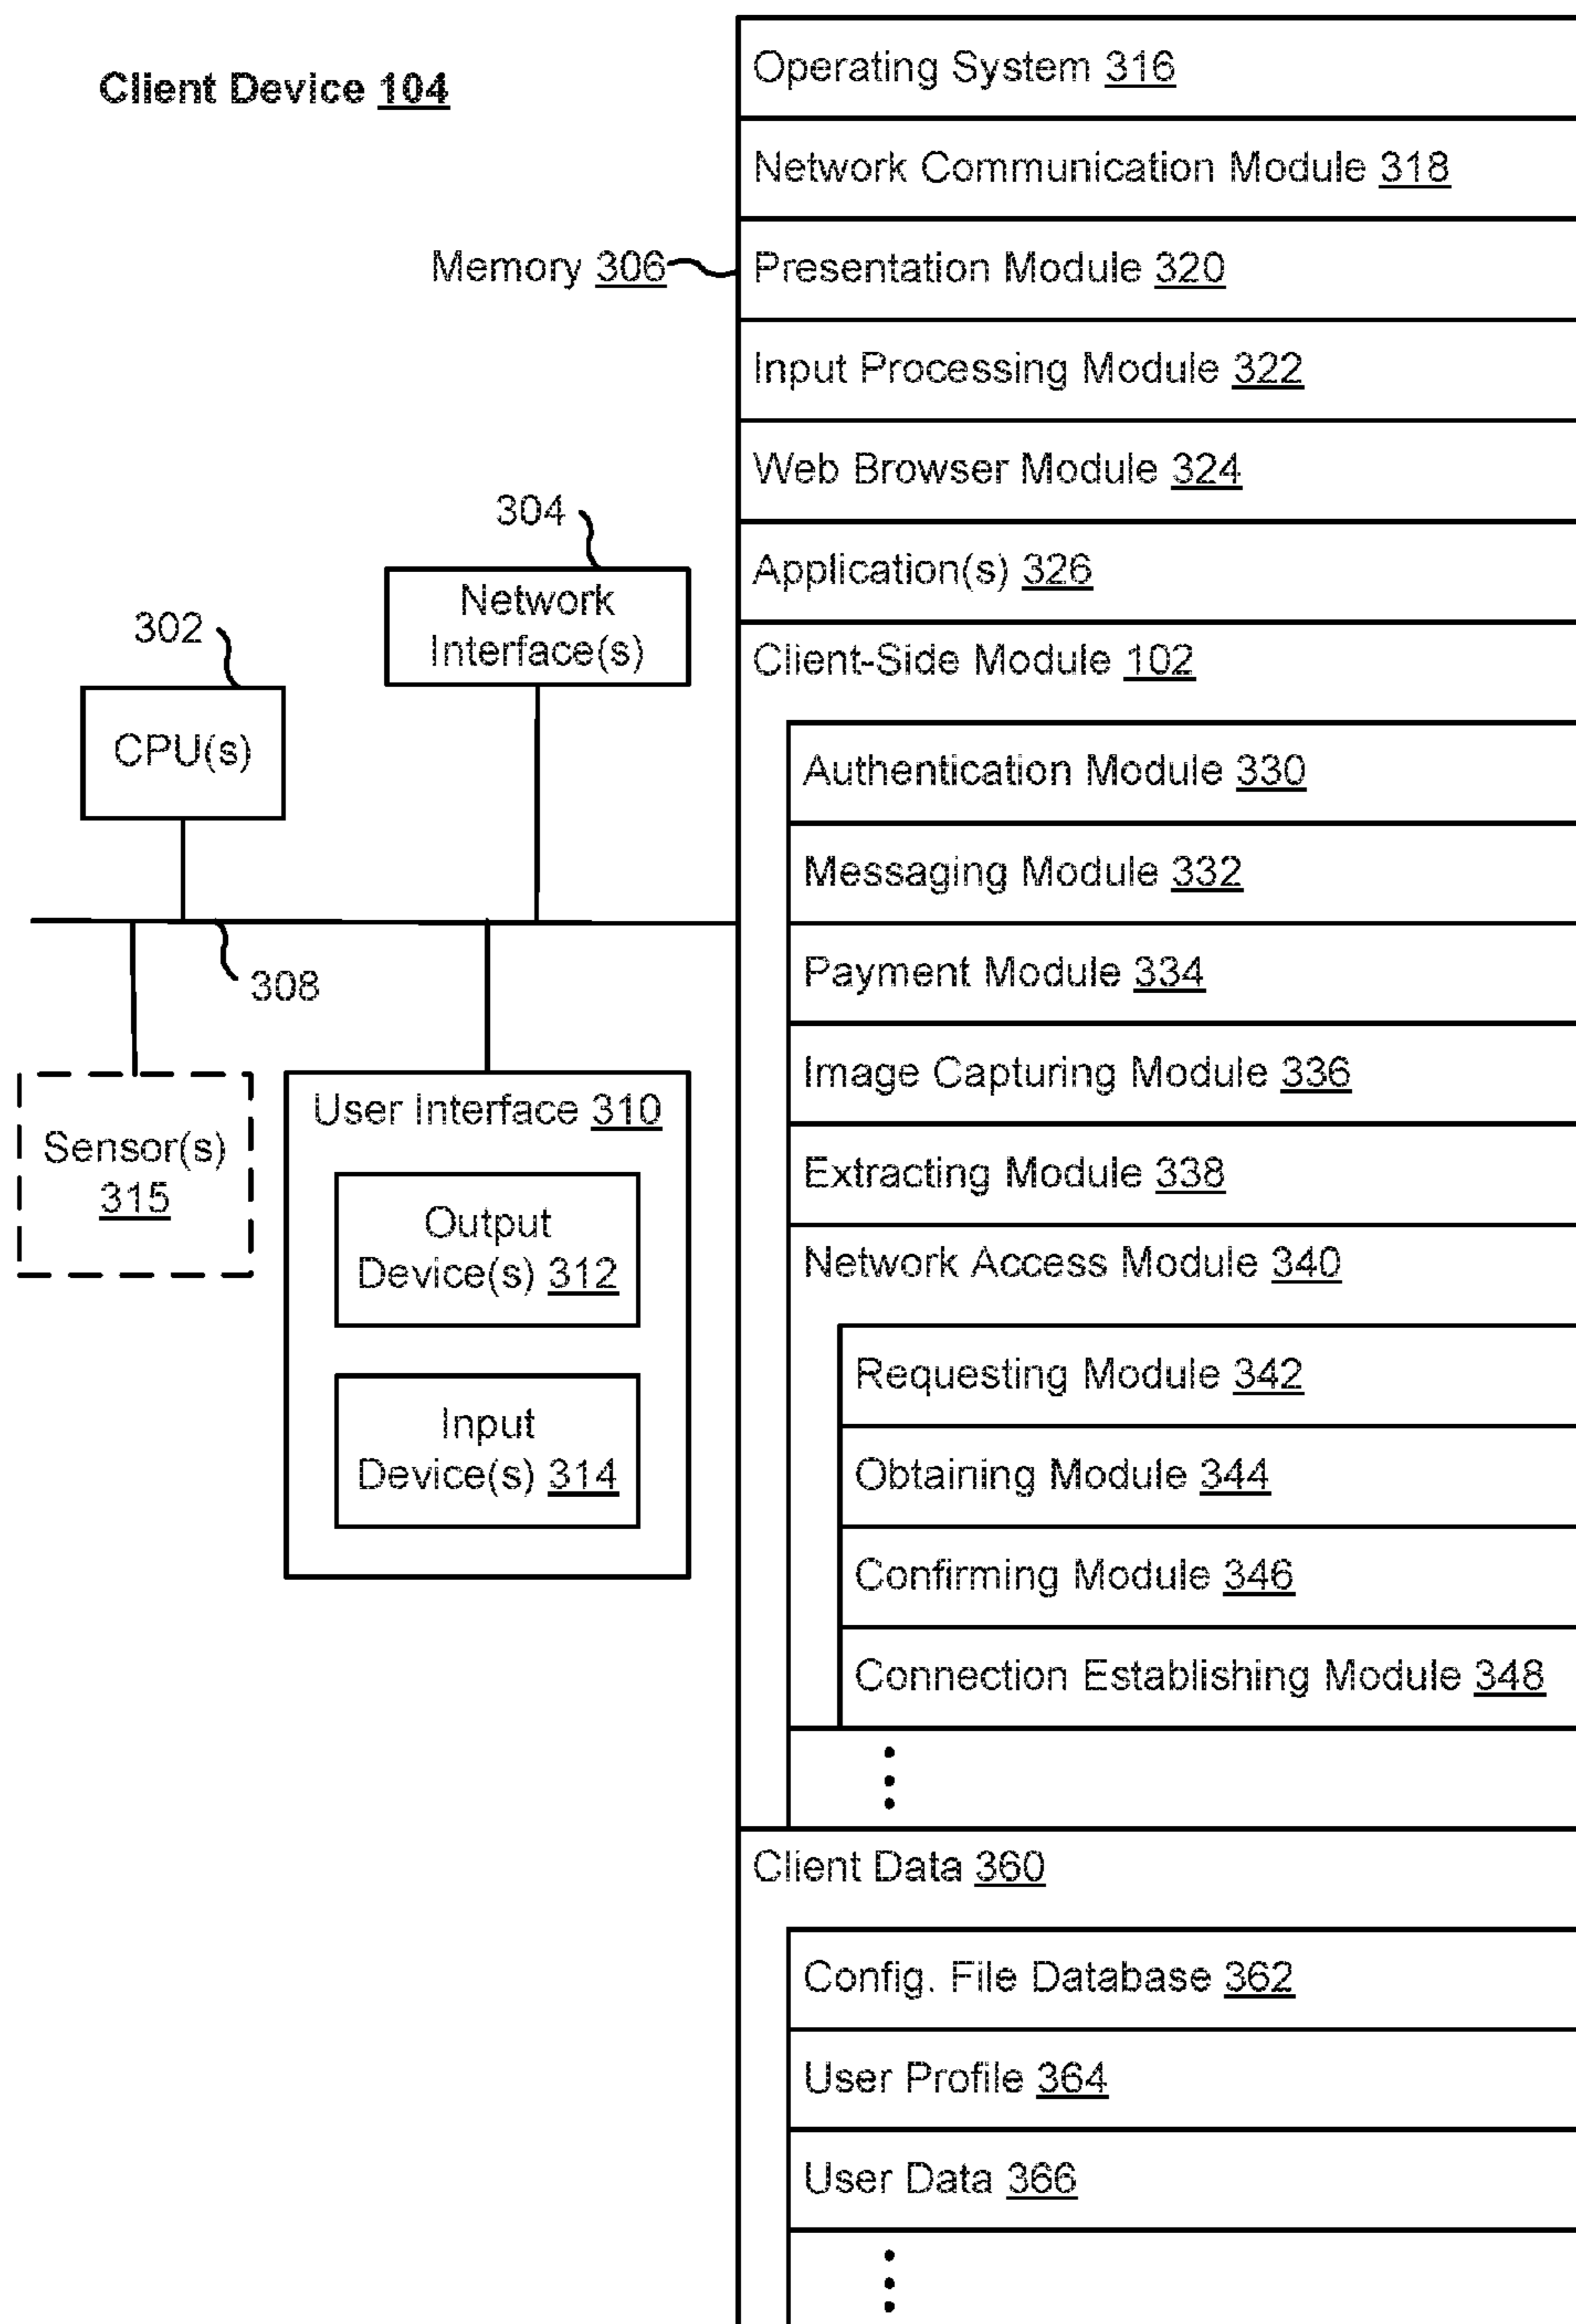 Client Device 104
Operating System 316
Network Communication Module 318
Memory 306
Presentation Module 320
Input Processing Module 322
Web Browser Module 324
Application(s) 326
Client-Side Module 102
Authentication Module 330
Messaging Module 332
Payment Module 334
Image Capturing Module 336
Extracting Module 338
Network Access Module 340
Requesting Module 342
Obtaining Module 344
Confirming Module 346
Connection Establishing Module 348
Client Data 360
Config. File Database 362
User Profile 364
User Data 366
304
Network
Interface(s)
302
CPU(s)
308
Sensor(s)
315
User Interface 310
Output
Device(s) 312
Input
Device(s) 314